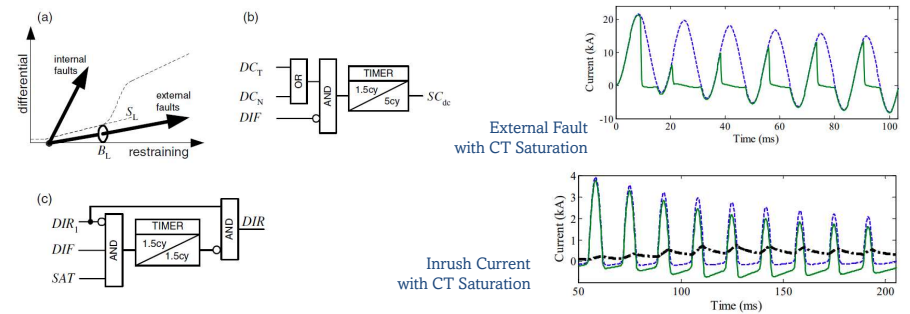 (a)
differential
internal
faults
external
faults
S_L
B_L
restraining
(b)
DC_T
DC_N
DIF
OR
AND
TIMER
1.5cy
5cy
SC_dc
(c)
DIR_1
DIF
SAT
AND
TIMER
1.5cy
1.5cy
AND
DIR
External Fault
with CT Saturation
Current (kA)
20
10
0
-10
0 20 40 60 80 100
Time (ms)
Inrush Current
with CT Saturation
Current (kA)
4
3
2
1
0
50 100 150 200
Time (ms)